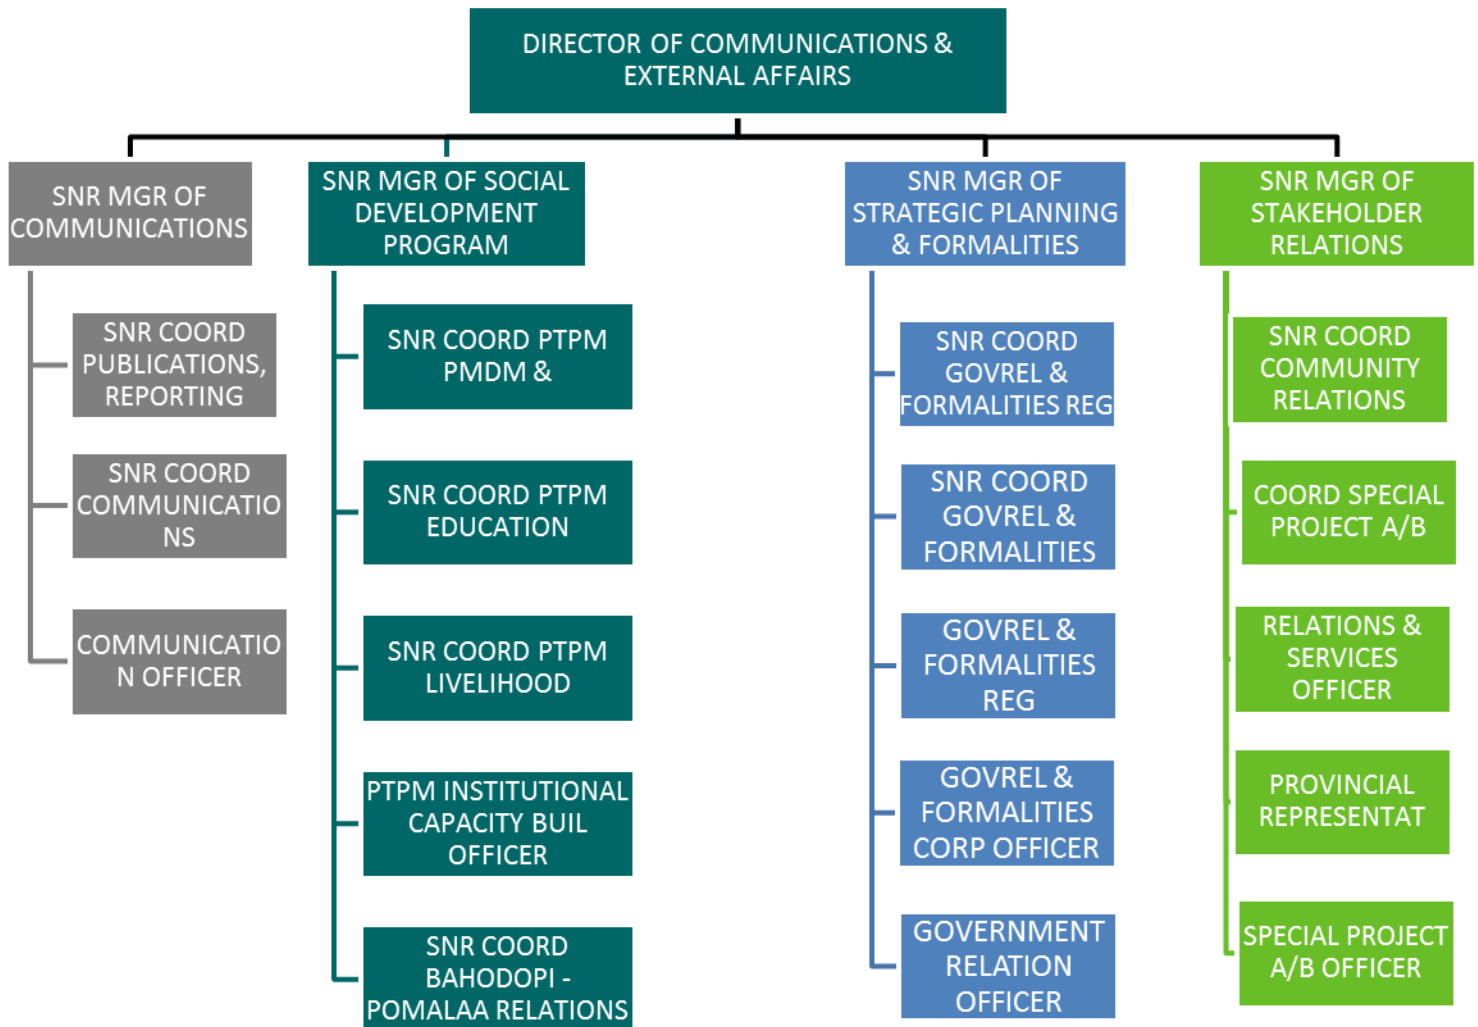 DIRECTOR OF COMMUNICATIONS &
EXTERNAL AFFAIRS
SNR MGR OF
COMMUNICATIONS
SNR COORD
PUBLICATIONS,
REPORTING
SNR COORD
COMMUNICATIO
NS
COMMUNICATIO
N OFFICER
SNR MGR OF SOCIAL
DEVELOPMENT
PROGRAM
SNR COORD PTPM
PMDM &
SNR COORD PTPM
EDUCATION
SNR COORD PTPM
LIVELIHOOD
PTPM INSTITUTIONAL
CAPACITY BUIL
OFFICER
SNR COORD
BAHODOPI -
POMALAA RELATIONS
SNR MGR OF
STRATEGIC PLANNING
& FORMALITIES
SNR COORD
GOVREL &
FORMALITIES REG
SNR COORD
GOVREL &
FORMALITIES
GOVREL &
FORMALITIES
REG
GOVREL &
FORMALITIES
CORP OFFICER
GOVERNMENT
RELATION
OFFICER
SNR MGR OF
STAKEHOLDER
RELATIONS
SNR COORD
COMMUNITY
RELATIONS
COORD SPECIAL
PROJECT A/B
RELATIONS &
SERVICES
OFFICER
PROVINCIAL
REPRESENTAT
SPECIAL PROJECT
A/B OFFICER